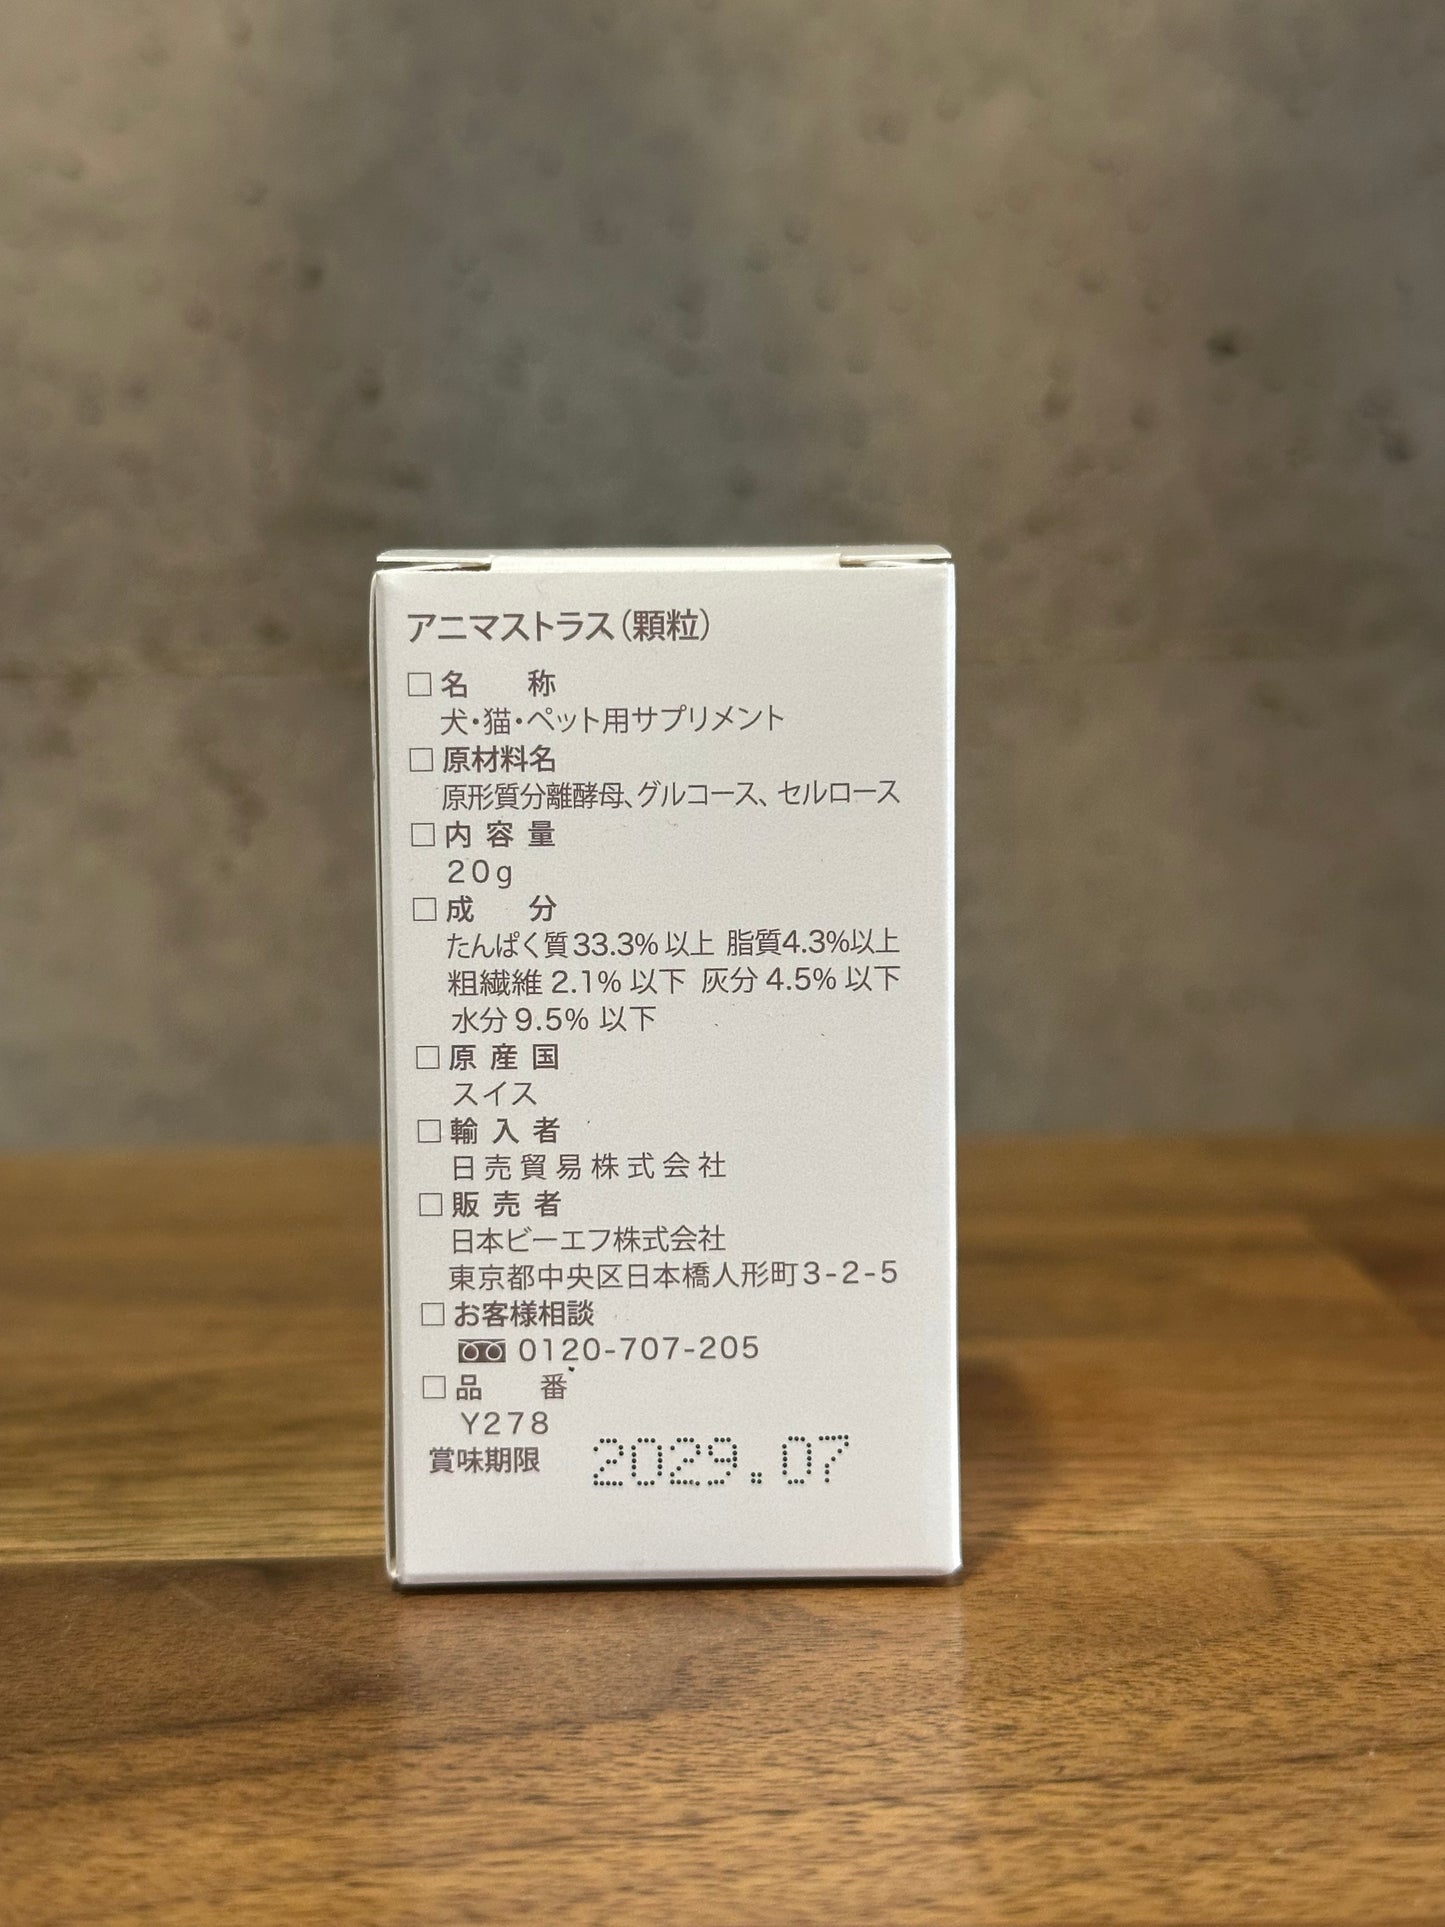 アニマストラス(顆粒)
□名　称
犬・猫・ペット用サプリメント
□原材料名
原形質分離酵母、グルコース、セルロース
□内容量
20g
□成　分
たんぱく質33.3%以上 脂質4.3%以上
粗繊維 2.1% 以下 灰分 4.5% 以下
水分 9.5% 以下
□原産国
スイス
□輸入者
日売貿易株式会社
□販売者
日本ビーエフ株式会社
東京都中央区日本橋人形町3-2-5
□お客様相談
0120-707-205
□品　番
Y278
賞味期限 2029.07